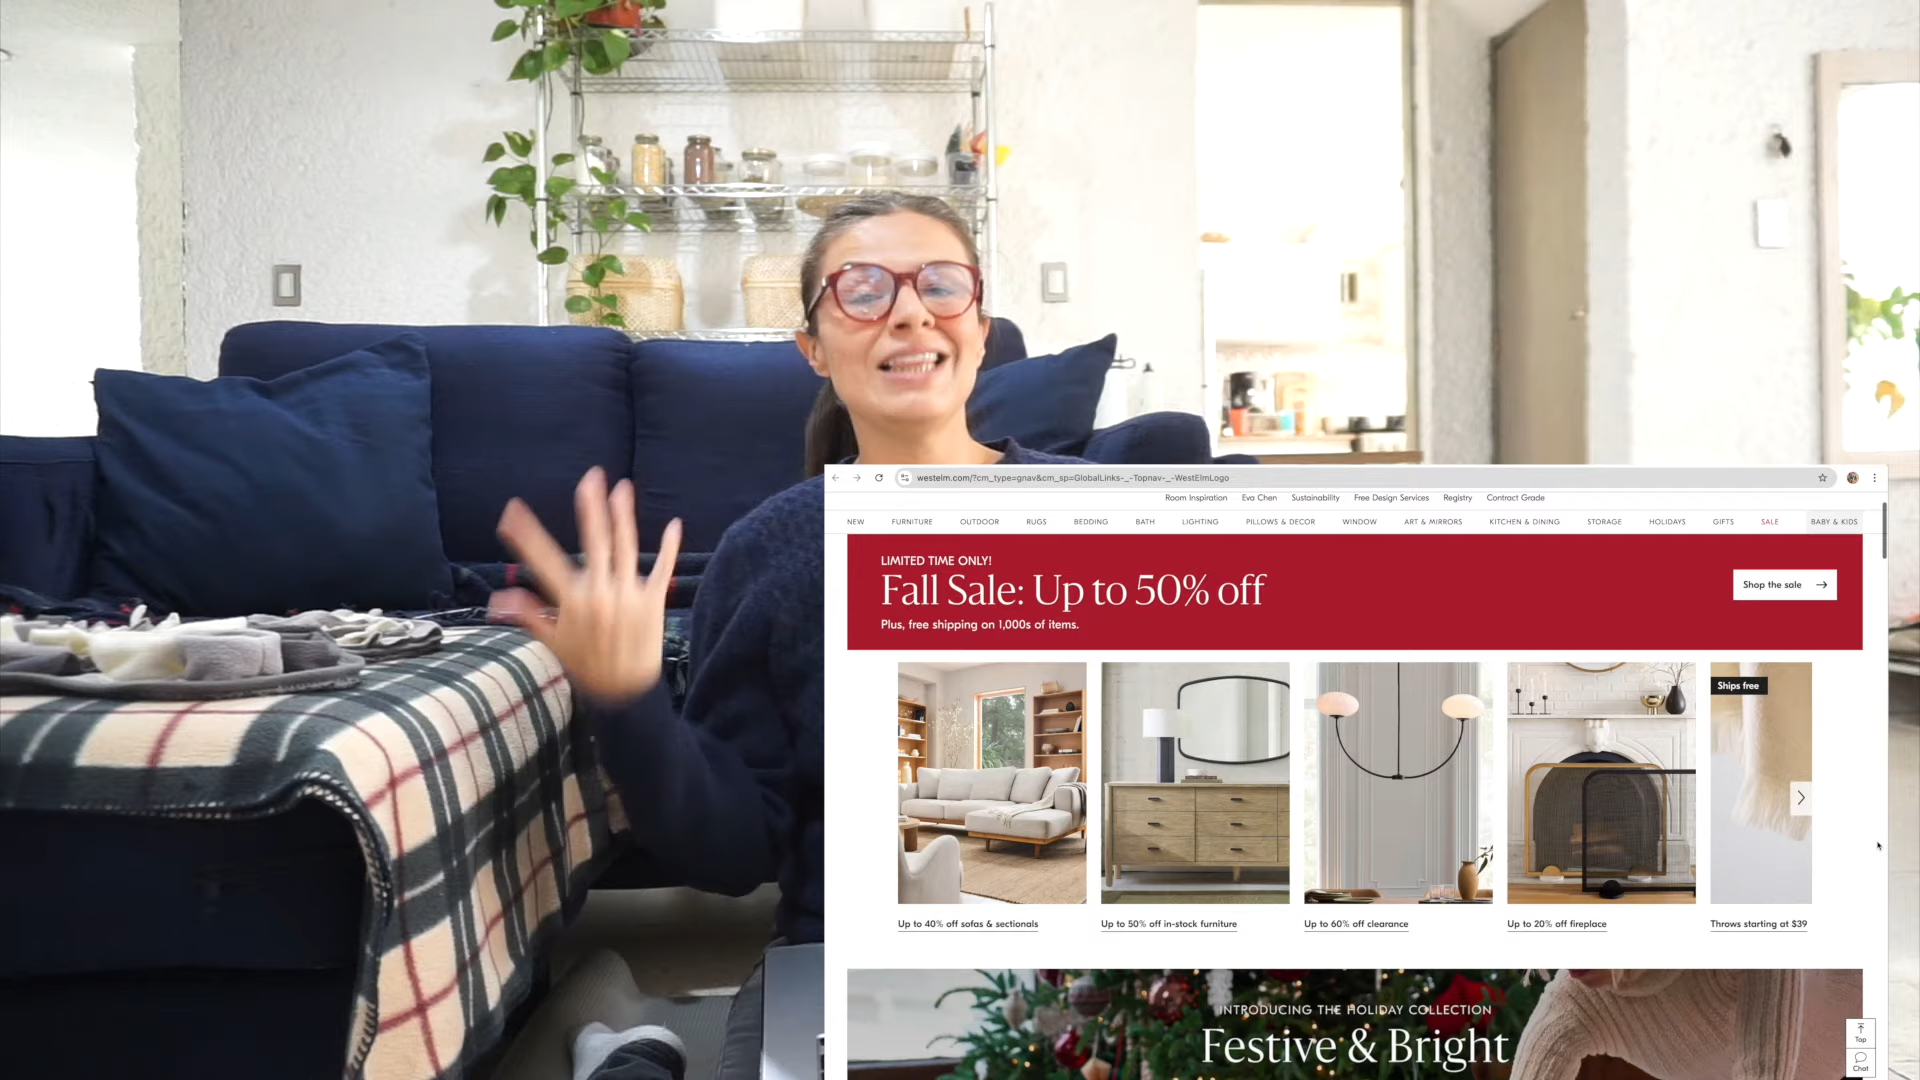 westelm.com/?cm_type=gnav&cm_sp=GlobalLinks-_-Topnav-_-WestElmLogo
Room Inspiration Eva Chen Sustainability Free Design Services Registry Contract Grade
NEW FURNITURE OUTDOOR RUGS BEDDING BATH LIGHTING PILLOWS & DECOR WINDOW ART & MIRRORS KITCHEN & DINING STORAGE HOLIDAYS GIFTS SALE BABY & KIDS
LIMITED TIME ONLY!
Fall Sale: Up to 50% off
Plus, free shipping on 1,000s of items.
Shop the sale
Ships free
Up to 40% off sofas & sectionals
Up to 50% off in-stock furniture
Up to 60% off clearance
Up to 20% off fireplace
Throws starting at $39
INTRODUCING THE HOLIDAY COLLECTION
Festive & Bright
Top
Chat